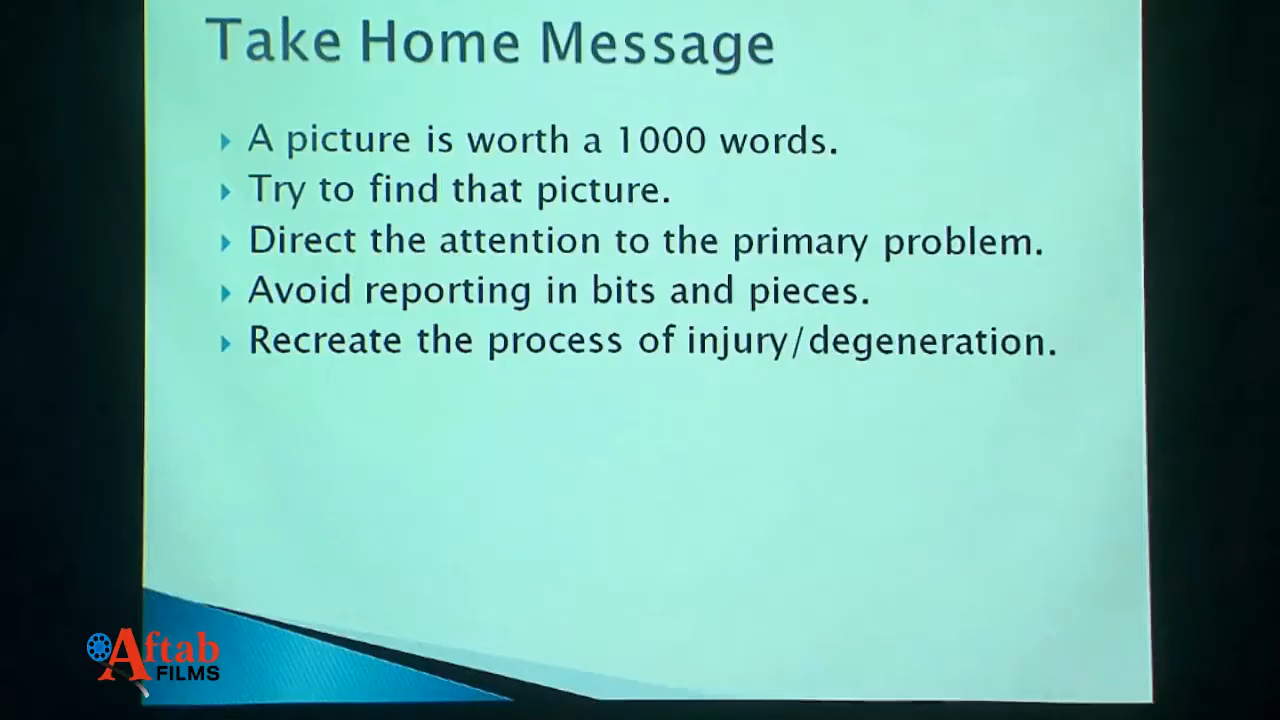 Take Home Message
A picture is worth a 1000 words.
Try to find that picture.
Direct the attention to the primary problem.
Avoid reporting in bits and pieces.
Recreate the process of injury/degeneration.
Aftab
FILMS